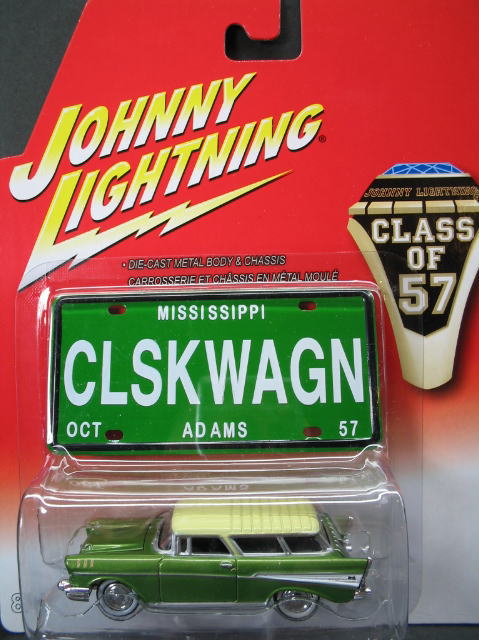 JOHNNY
LIGHTNING®
JOHNNY LIGHTNING
CLASS
OF
57
• DIE-CAST METAL BODY & CHASSIS
CARROSSERIE ET CHÂSSIS EN MÉTAL MOULÉ
MISSISSIPPI
CLSKWAGN
OCT ADAMS 57
8